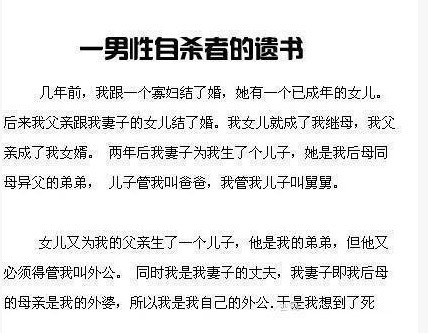 一男性自杀者的遗书
几年前，我跟一个寡妇结了婚，她有一个已成年的女儿。
后来我父亲跟我妻子的女儿结了婚。我女儿就成了我继母，我父
亲成了我女婿。 两年后我妻子为我生了个儿子，她是我后母同
母异父的弟弟， 儿子管我叫爸爸，我管我儿子叫舅舅。
女儿又为我的父亲生了一个儿子，他是我的弟弟，但他又
必须得管我叫外公。 同时我是我妻子的丈夫，我妻子即我后母
的母亲是我的外婆，所以我是我自己的外公.于是我想到了死